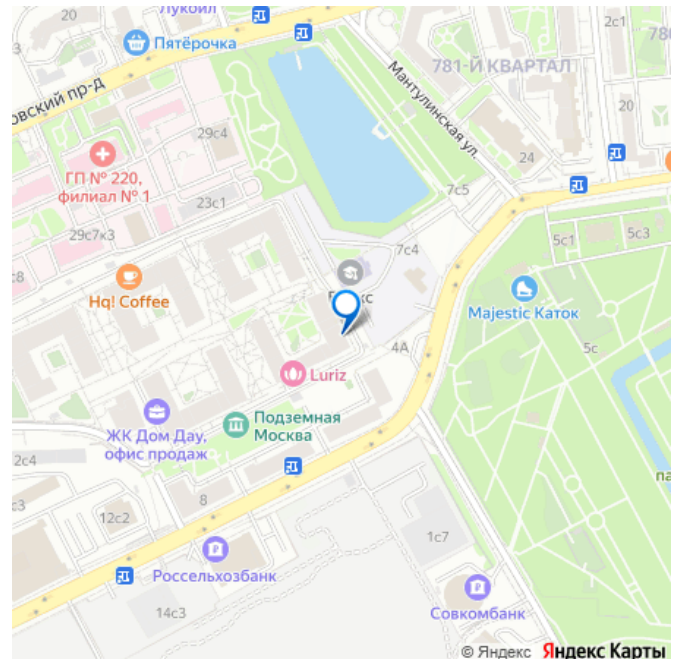 20
Лукойл
Пятёрочка
2с1
781-Й КВАРТАЛ
20
Мантулинская ул.
24
овский пр-д
29с4
ГП № 220,
филиал № 1
23с1
7с5
29с7к3
7с4
5с1
5с3
с8
Hq! Coffee
Majestic Каток
4А
5с
Luriz
Подземная
Москва
ЖК Дом Дау,
офис продаж
2с4
с3
8
12с2
1с7
Россельхозбанк
14с3
Совкомбанк
© Яндекс Яндекс Карты